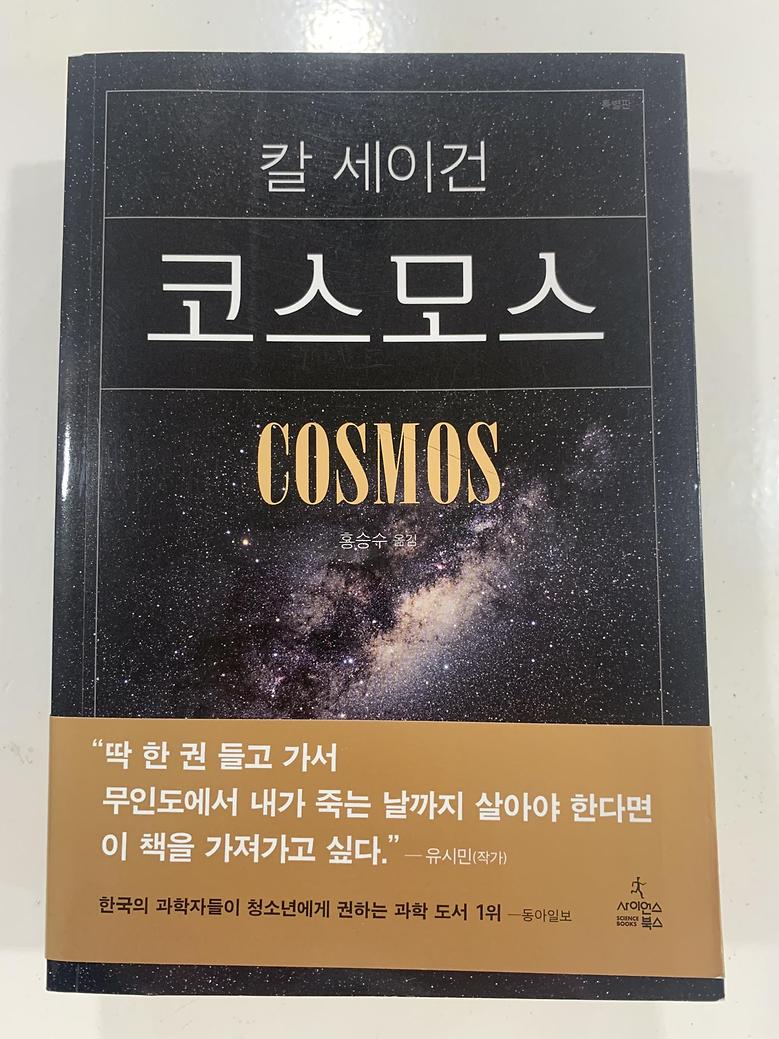 특별판
칼 세이건
코스모스
COSMOS
홍승수 옮김
“딱 한 권 들고 가서
무인도에서 내가 죽는 날까지 살아야 한다면
이 책을 가져가고 싶다.” — 유시민(작가)
한국의 과학자들이 청소년에게 권하는 과학 도서 1위 —동아일보
사이언스
SCIENCE BOOKS 북스